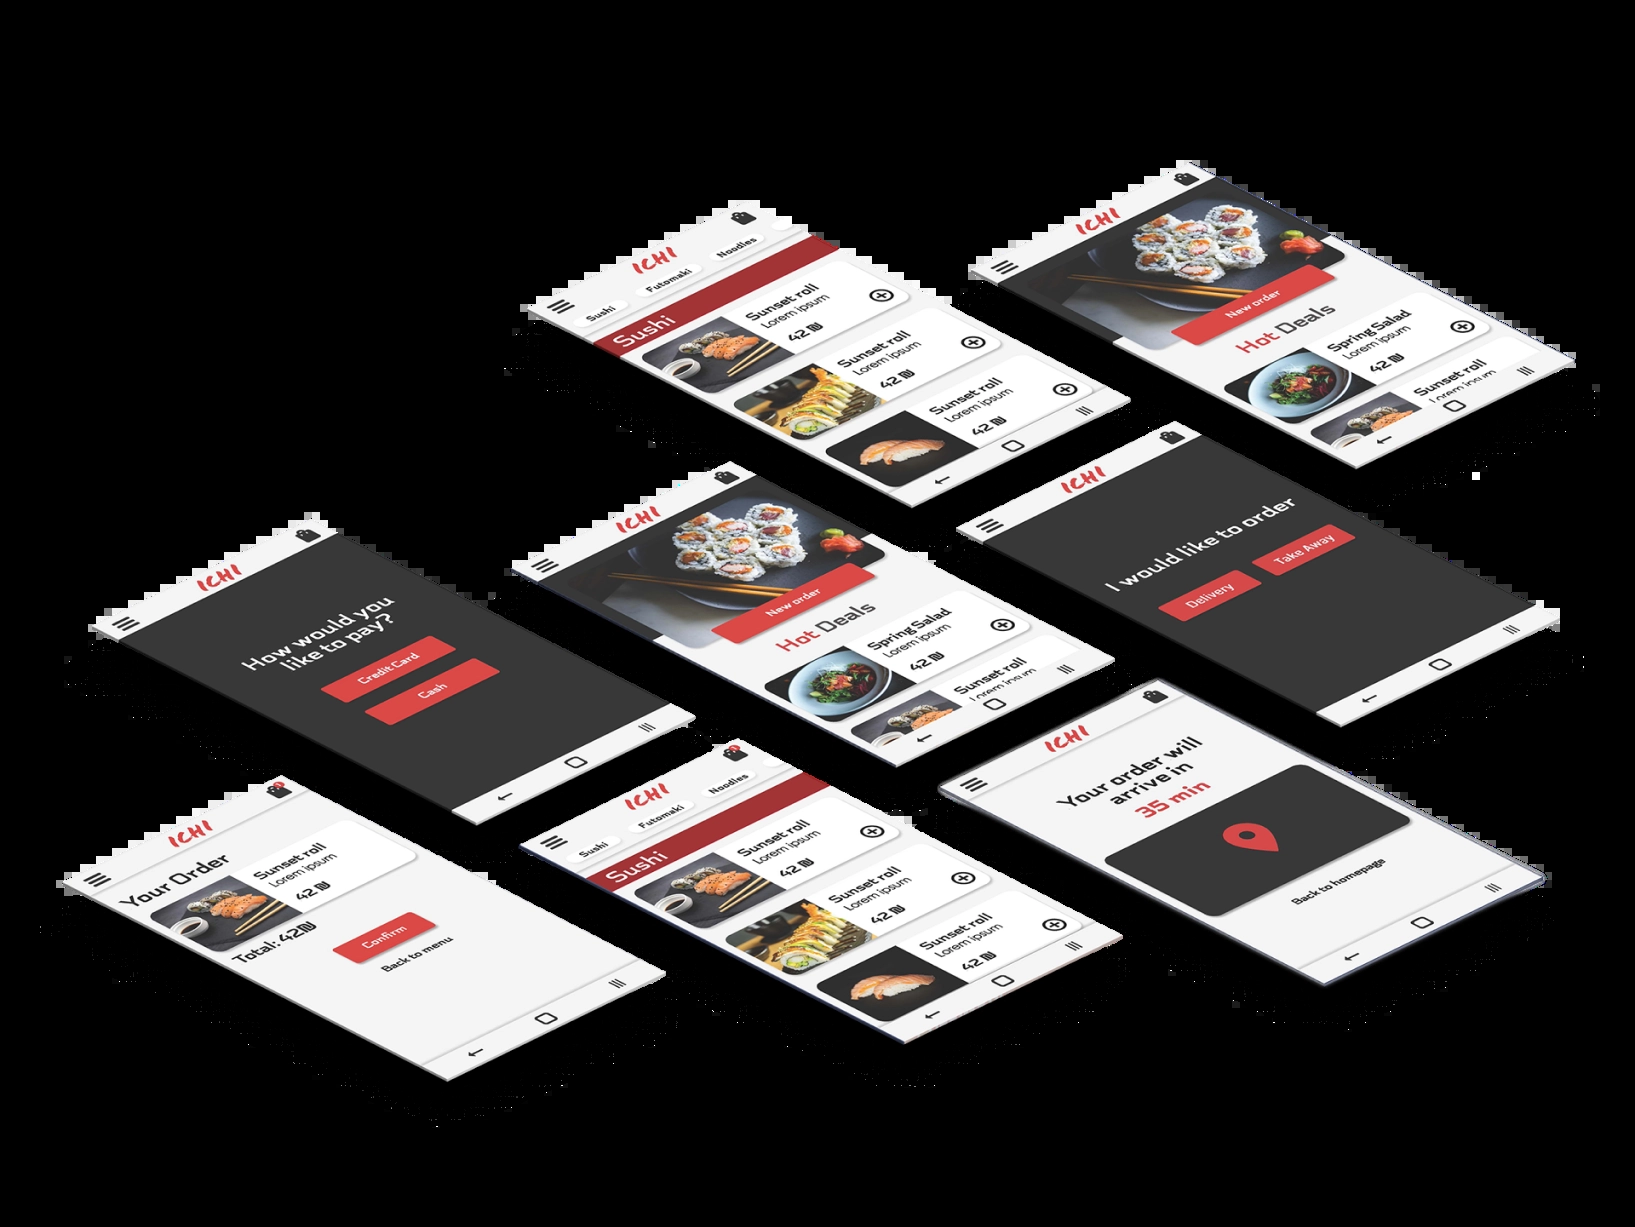 ICHI
Sushi
Futomaki
Noodles
Sushi
Sunset roll
Lorem ipsum
42 ₪
Sunset roll
Lorem ipsum
42 ₪
Sunset roll
Lorem ipsum
42 ₪
ICHI
New order
Hot Deals
Spring Salad
Lorem ipsum
42 ₪
Sunset roll
Lorem ipsum
ICHI
How would you
like to pay?
Credit Card
Cash
ICHI
New order
Hot Deals
Spring Salad
Lorem ipsum
42 ₪
Sunset roll
Lorem ipsum
ICHI
I would like to order
Delivery
Take Away
ICHI
Your Order
Sunset roll
Lorem ipsum
42 ₪
Total: 42₪
Confirm
Back to menu
ICHI
Sushi
Futomaki
Noodles
Sushi
Sunset roll
Lorem ipsum
42 ₪
Sunset roll
Lorem ipsum
42 ₪
Sunset roll
Lorem ipsum
42 ₪
ICHI
Your order will
arrive in
35 min
Back to homepage